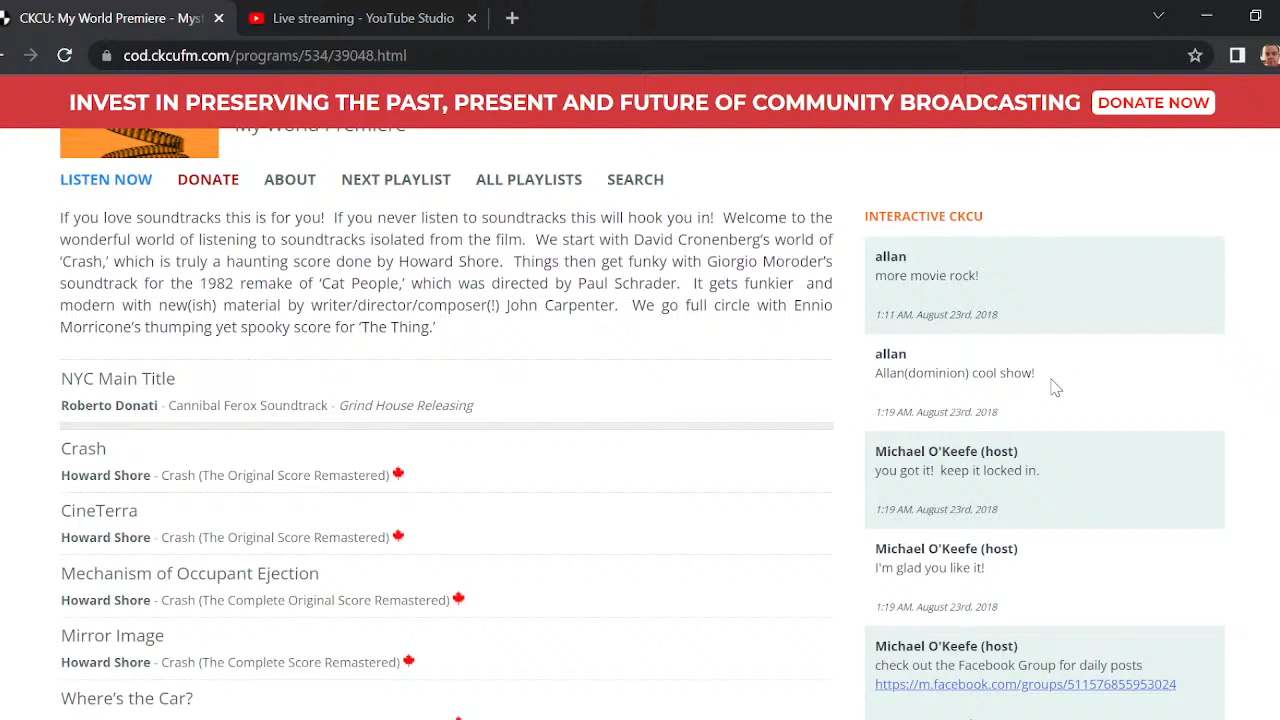 CKCU: My World Premiere - Mys
Live streaming - YouTube Studio
cod.ckcufm.com/programs/534/39048.html
INVEST IN PRESERVING THE PAST, PRESENT AND FUTURE OF COMMUNITY BROADCASTING DONATE NOW
My World Premiere
LISTEN NOW DONATE ABOUT NEXT PLAYLIST ALL PLAYLISTS SEARCH
If you love soundtracks this is for you! If you never listen to soundtracks this will hook you in! Welcome to the
wonderful world of listening to soundtracks isolated from the film. We start with David Cronenberg's world of
‘Crash,’ which is truly a haunting score done by Howard Shore. Things then get funky with Giorgio Moroder's
soundtrack for the 1982 remake of ‘Cat People,’ which was directed by Paul Schrader. It gets funkier and
modern with new(ish) material by writer/director/composer(!) John Carpenter. We go full circle with Ennio
Morricone's thumping yet spooky score for ‘The Thing.’
NYC Main Title
Roberto Donati - Cannibal Ferox Soundtrack - Grind House Releasing
Crash
Howard Shore - Crash (The Original Score Remastered)
CineTerra
Howard Shore - Crash (The Original Score Remastered)
Mechanism of Occupant Ejection
Howard Shore - Crash (The Complete Original Score Remastered)
Mirror Image
Howard Shore - Crash (The Complete Score Remastered)
Where's the Car?
INTERACTIVE CKCU
allan
more movie rock!
1:11 AM, August 23rd, 2018
allan
Allan(dominion) cool show!
1:19 AM, August 23rd, 2018
Michael O'Keefe (host)
you got it! keep it locked in.
1:19 AM, August 23rd, 2018
Michael O'Keefe (host)
I'm glad you like it!
1:19 AM, August 23rd, 2018
Michael O'Keefe (host)
check out the Facebook Group for daily posts
https://m.facebook.com/groups/511576855953024